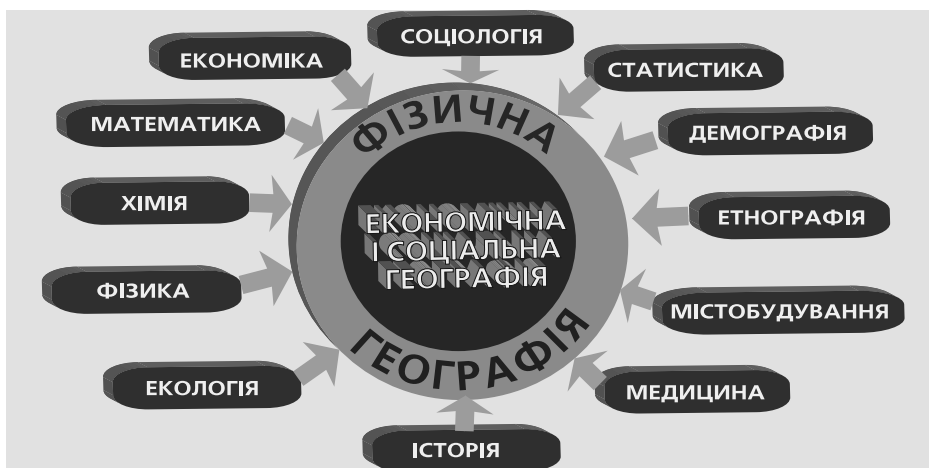 СОЦІОЛОГІЯ
ЕКОНОМІКА
СТАТИСТИКА
МАТЕМАТИКА
ДЕМОГРАФІЯ
ХІМІЯ
ЕТНОГРАФІЯ
ФІЗИКА
МІСТОБУДУВАННЯ
ЕКОЛОГІЯ
МЕДИЦИНА
ІСТОРІЯ
ФІЗИЧНА
ГЕОГРАФІЯ
ЕКОНОМІЧНА
І СОЦІАЛЬНА
ГЕОГРАФІЯ